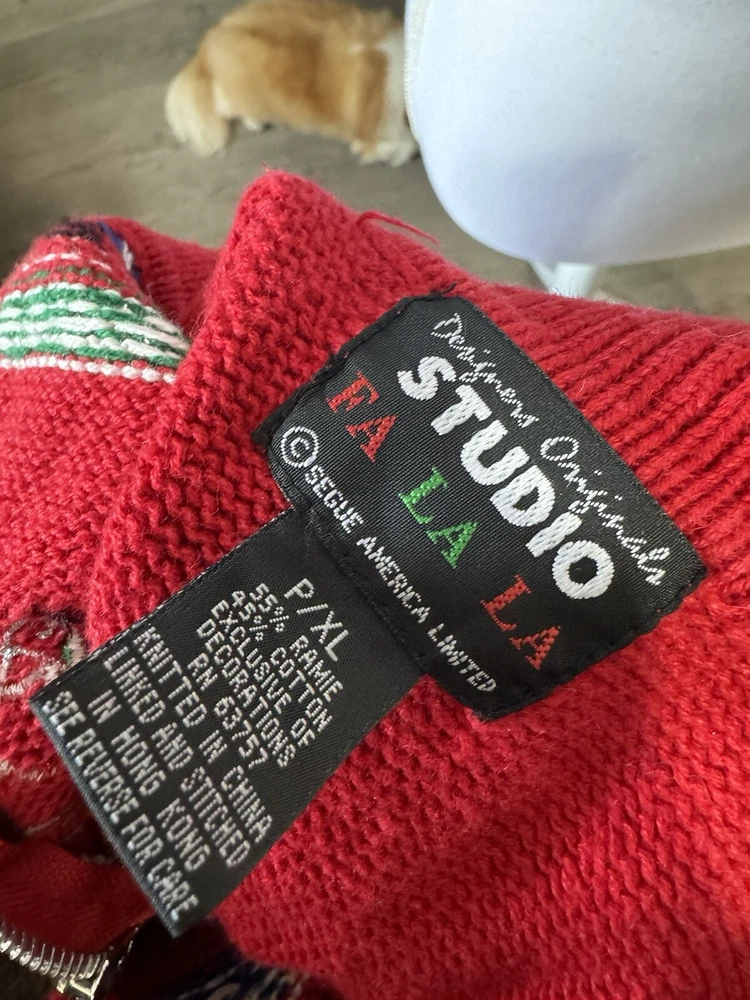 Designers Originals
STUDIO
FA LA LA
©SEGUE AMERICA LIMITED
P/XL
55% RAMIE
45% COTTON
EXCLUSIVE OF
DECORATIONS
RN 63757
KNITTED IN CHINA
LINKED AND STITCHED
IN HONG KONG
SEE REVERSE FOR CARE